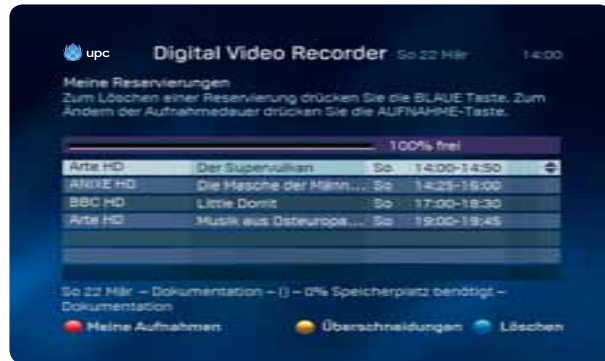 upc Digital Video Recorder So 22 Mär 14:00
Meine Reservierungen
Zum Löschen einer Reservierung drücken Sie die BLAUE Taste. Zum
Ändern der Aufnahmedauer drücken Sie die AUFNAHME-Taste.
100% frei
Arte HD Der Supervulkan So 14:00-14:50
ANIXE HD Die Masche der Männ... So 14:25-16:00
BBC HD Little Dorrit So 17:00-18:30
Arte HD Musik aus Osteuropa... So 19:00-19:45
So 22 Mär – Dokumentation – () – 0% Speicherplatz benötigt –
Dokumentation
Meine Aufnahmen Überschneidungen Löschen